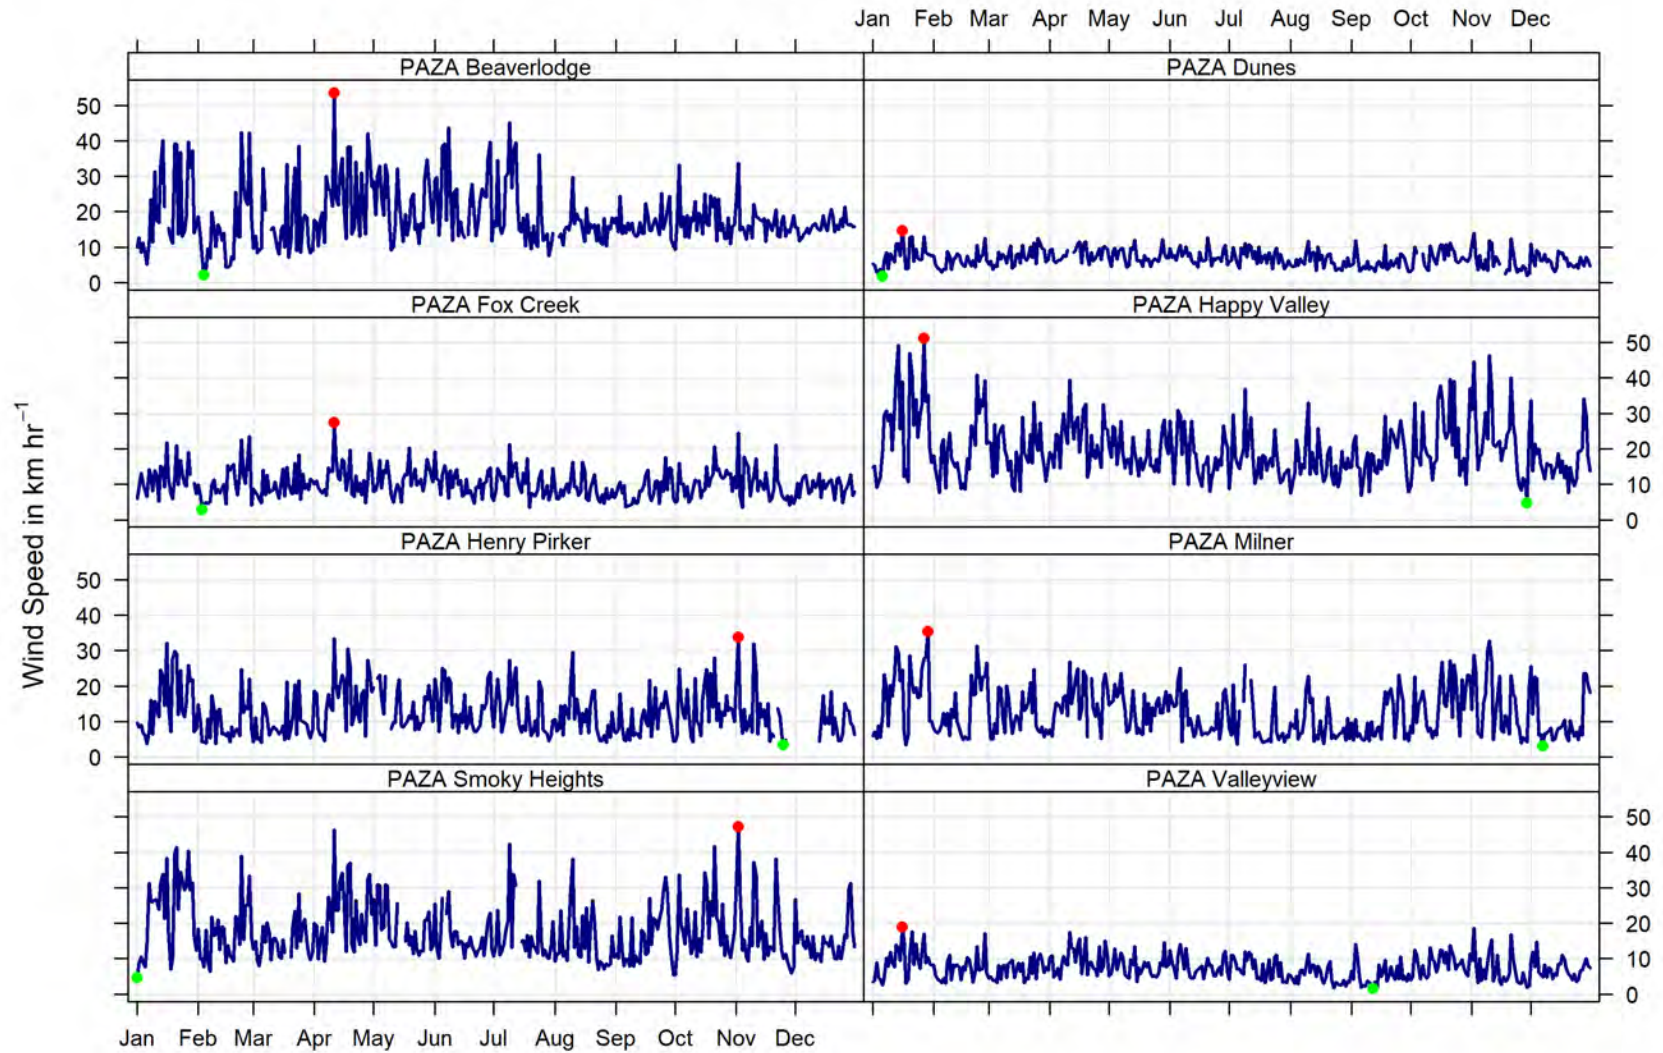 Jan Feb Mar Apr May Jun Jul Aug Sep Oct Nov Dec
PAZA Beaverlodge
PAZA Dunes
50
40
30
20
10
0
PAZA Fox Creek
PAZA Happy Valley
50
40
30
20
10
0
PAZA Henry Pirker
PAZA Milner
50
40
30
20
10
0
PAZA Smoky Heights
PAZA Valleyview
50
40
30
20
10
0
Wind Speed in km hr⁻¹
Jan Feb Mar Apr May Jun Jul Aug Sep Oct Nov Dec